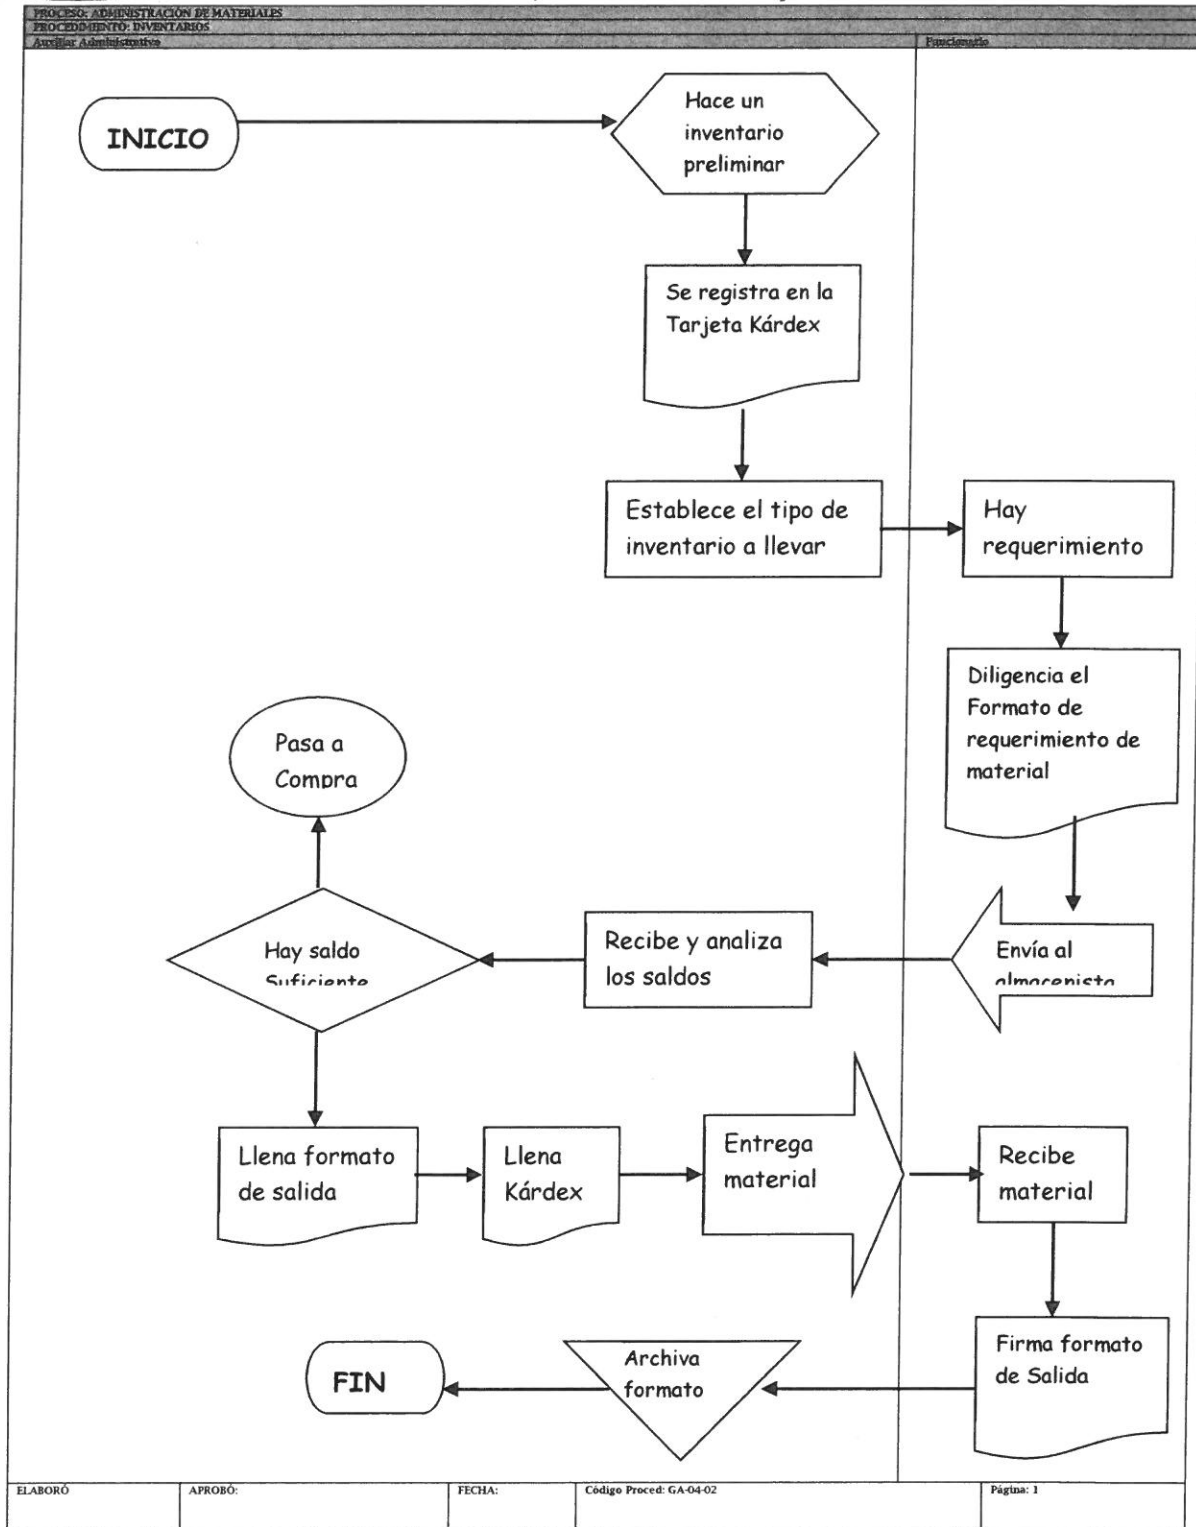 PROCESO: ADMINISTRACIÓN DE MATERIALES
PROCEDIMIENTO: INVENTARIOS
Auxiliar Administrativo
Funcionario
INICIO
Hace un
inventario
preliminar
Se registra en la
Tarjeta Kárdex
Establece el tipo de
inventario a llevar
Hay
requerimiento
Diligencia el
Formato de
requerimiento de
material
Pasa a
Compra
Hay saldo
Suficiente
Recibe y analiza
los saldos
Envía al
almacenista
Llena formato
de salida
Llena
Kárdex
Entrega
material
Recibe
material
Firma formato
de Salida
Archiva
formato
FIN
ELABORÓ
APROBÓ:
FECHA:
Código Proced: GA-04-02
Página: 1